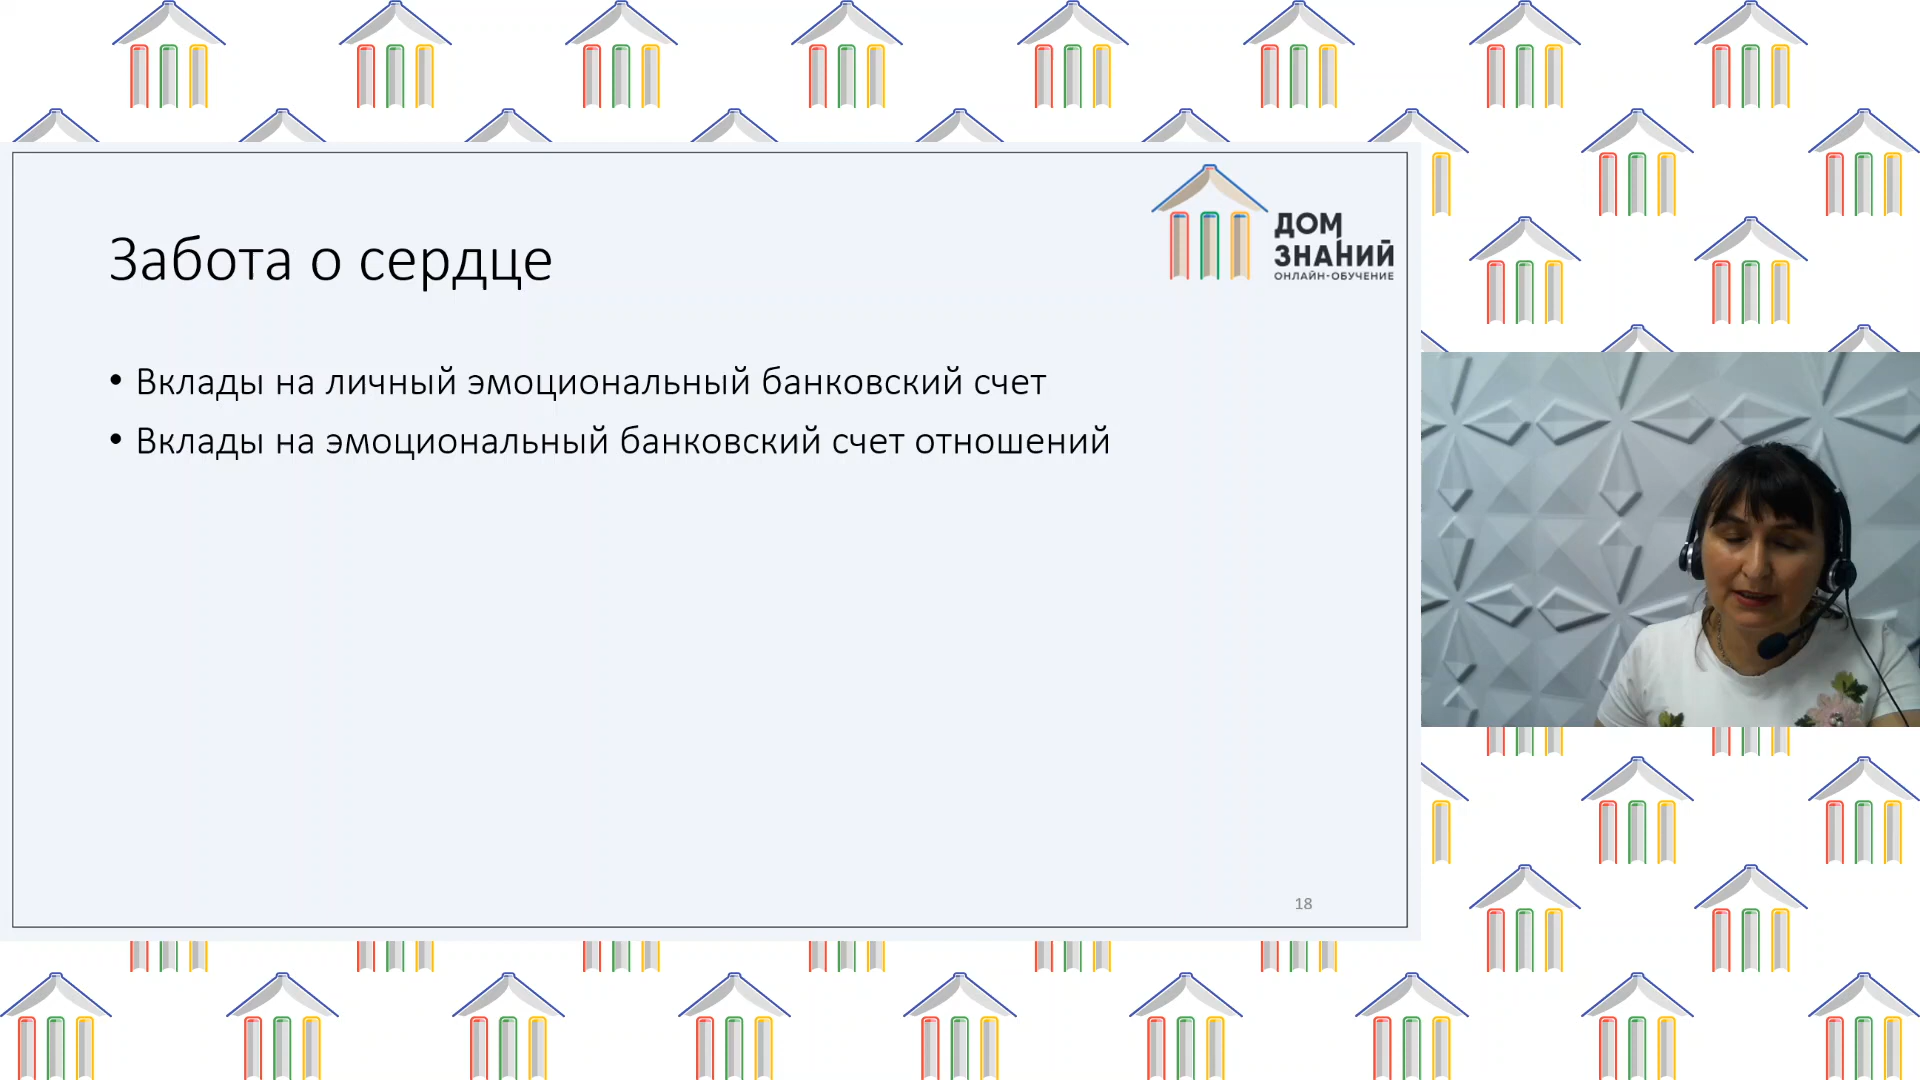 ДОМ
ЗНАНИЙ
ОНЛАЙН-ОБУЧЕНИЕ
Забота о сердце
• Вклады на личный эмоциональный банковский счет
• Вклады на эмоциональный банковский счет отношений
18